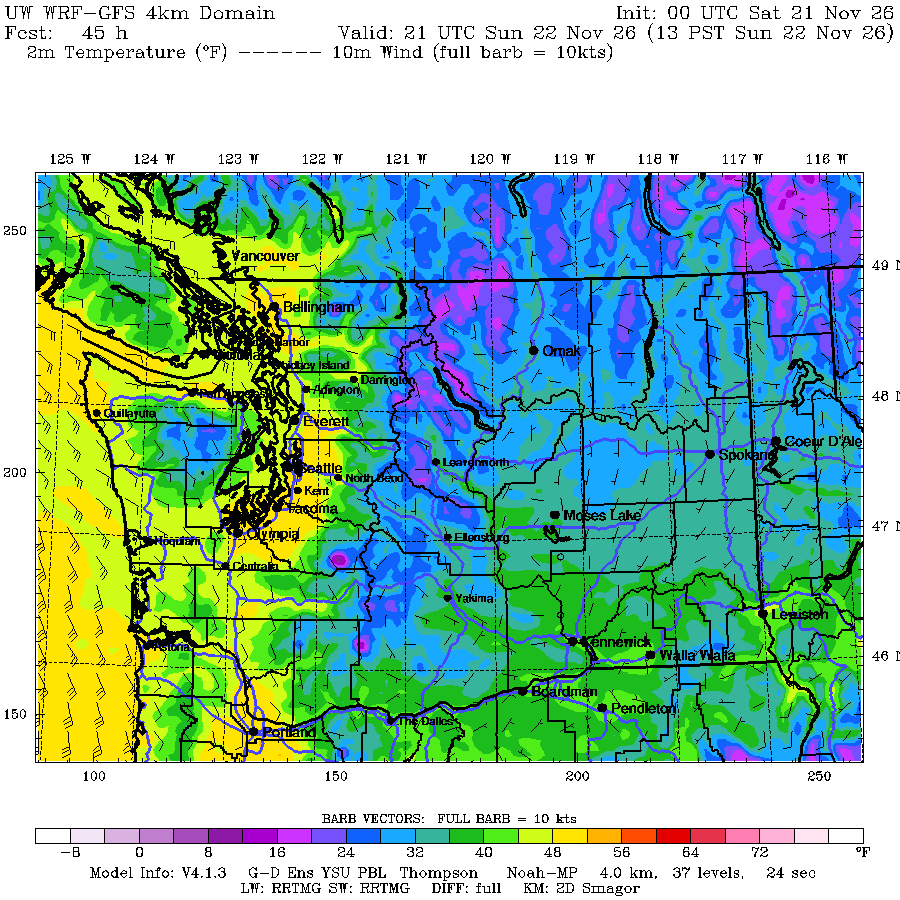 UW WRF-GFS 4km Domain Init: 00 UTC Sat 21 Nov 26
Fcst: 45 h Valid: 21 UTC Sun 22 Nov 26 (13 PST Sun 22 Nov 26)
2m Temperature (°F) ------ 10m Wind (full barb = 10kts)
125 W 124 W 123 W 122 W 121 W 120 W 119 W 118 W 117 W 116 W
250
Vancouver
49 N
Bellingham
Harbor
Omak
Island
Darrington
Arlington
48 N
Quillayute
Everett
Coeur D'Ale
Spokane
Leavenworth
Seattle
200
North Bend
Kent
Tacoma
Moses Lake
47 N
Olympia
Ellensburg
Hoquiam
Centralia
Yakima
Lewiston
Kennewick
Astoria
Walla Walla
46 N
Boardman
Pendleton
150
The Dalles
Portland
100 150 200 250
BARB VECTORS: FULL BARB = 10 kts
-8 0 8 16 24 32 40 48 56 64 72 °F
Model Info: V4.1.3 G-D Ens YSU PBL Thompson Noah-MP 4.0 km, 37 levels, 24 sec
LW: RRTMG SW: RRTMG DIFF: full KM: 2D Smagor